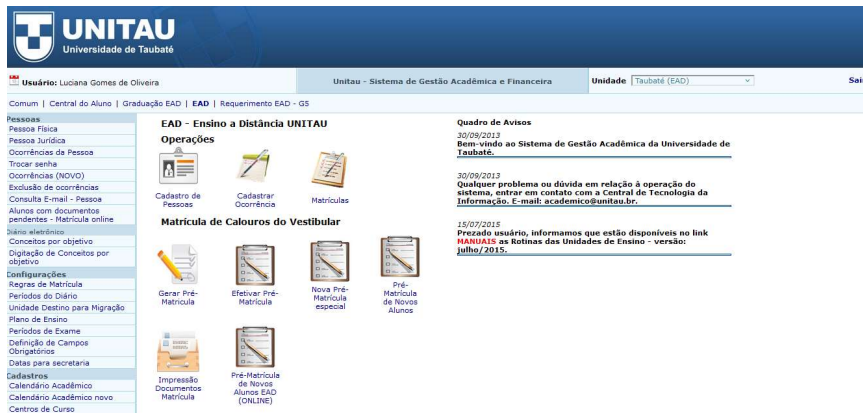 UNITAU
Universidade de Taubaté
Usuário: Luciana Gomes de Oliveira
Unitau - Sistema de Gestão Acadêmica e Financeira
Unidade Taubaté (EAD)
Comum | Central do Aluno | Graduação EAD | EAD | Requerimento EAD - G5
Pessoas
Pessoa Física
Pessoa Jurídica
Ocorrências da Pessoa
Trocar senha
Ocorrências (NOVO)
Exclusão de ocorrências
Consulta E-mail - Pessoa
Alunos com documentos
pendentes - Matrícula online
Diário eletrônico
Conceitos por objetivo
Digitação de Conceitos por
objetivo
Configurações
Regras de Matrícula
Períodos do Diário
Unidade Destino para Migração
Plano de Ensino
Períodos de Exame
Definição de Campos
Obrigatórios
Datas para secretaria
Cadastros
Calendário Acadêmico
Calendário Acadêmico novo
Centros de Curso
EAD - Ensino a Distância UNITAU
Operações
Cadastro de
Pessoas
Cadastrar
Ocorrência
Matrículas
Matrícula de Calouros do Vestibular
Gerar Pré-
Matricula
Efetivar Pré-
Matrícula
Nova Pré-
Matrícula
especial
Pré-
Matrícula
de Novos
Alunos
Impressão
Documentos
Matrícula
Pré-Matrícula
de Novos
Alunos EAD
(ONLINE)
Quadro de Avisos
30/09/2013
Bem-vindo ao Sistema de Gestão Acadêmica da Universidade de
Taubaté.
30/09/2013
Qualquer problema ou dúvida em relação à operação do
sistema, entrar em contato com a Central de Tecnologia da
Informação. E-mail: academico@unitau.br.
15/07/2015
Prezado usuário, informamos que estão disponíveis no link
MANUAIS as Rotinas das Unidades de Ensino - versão:
julho/2015.